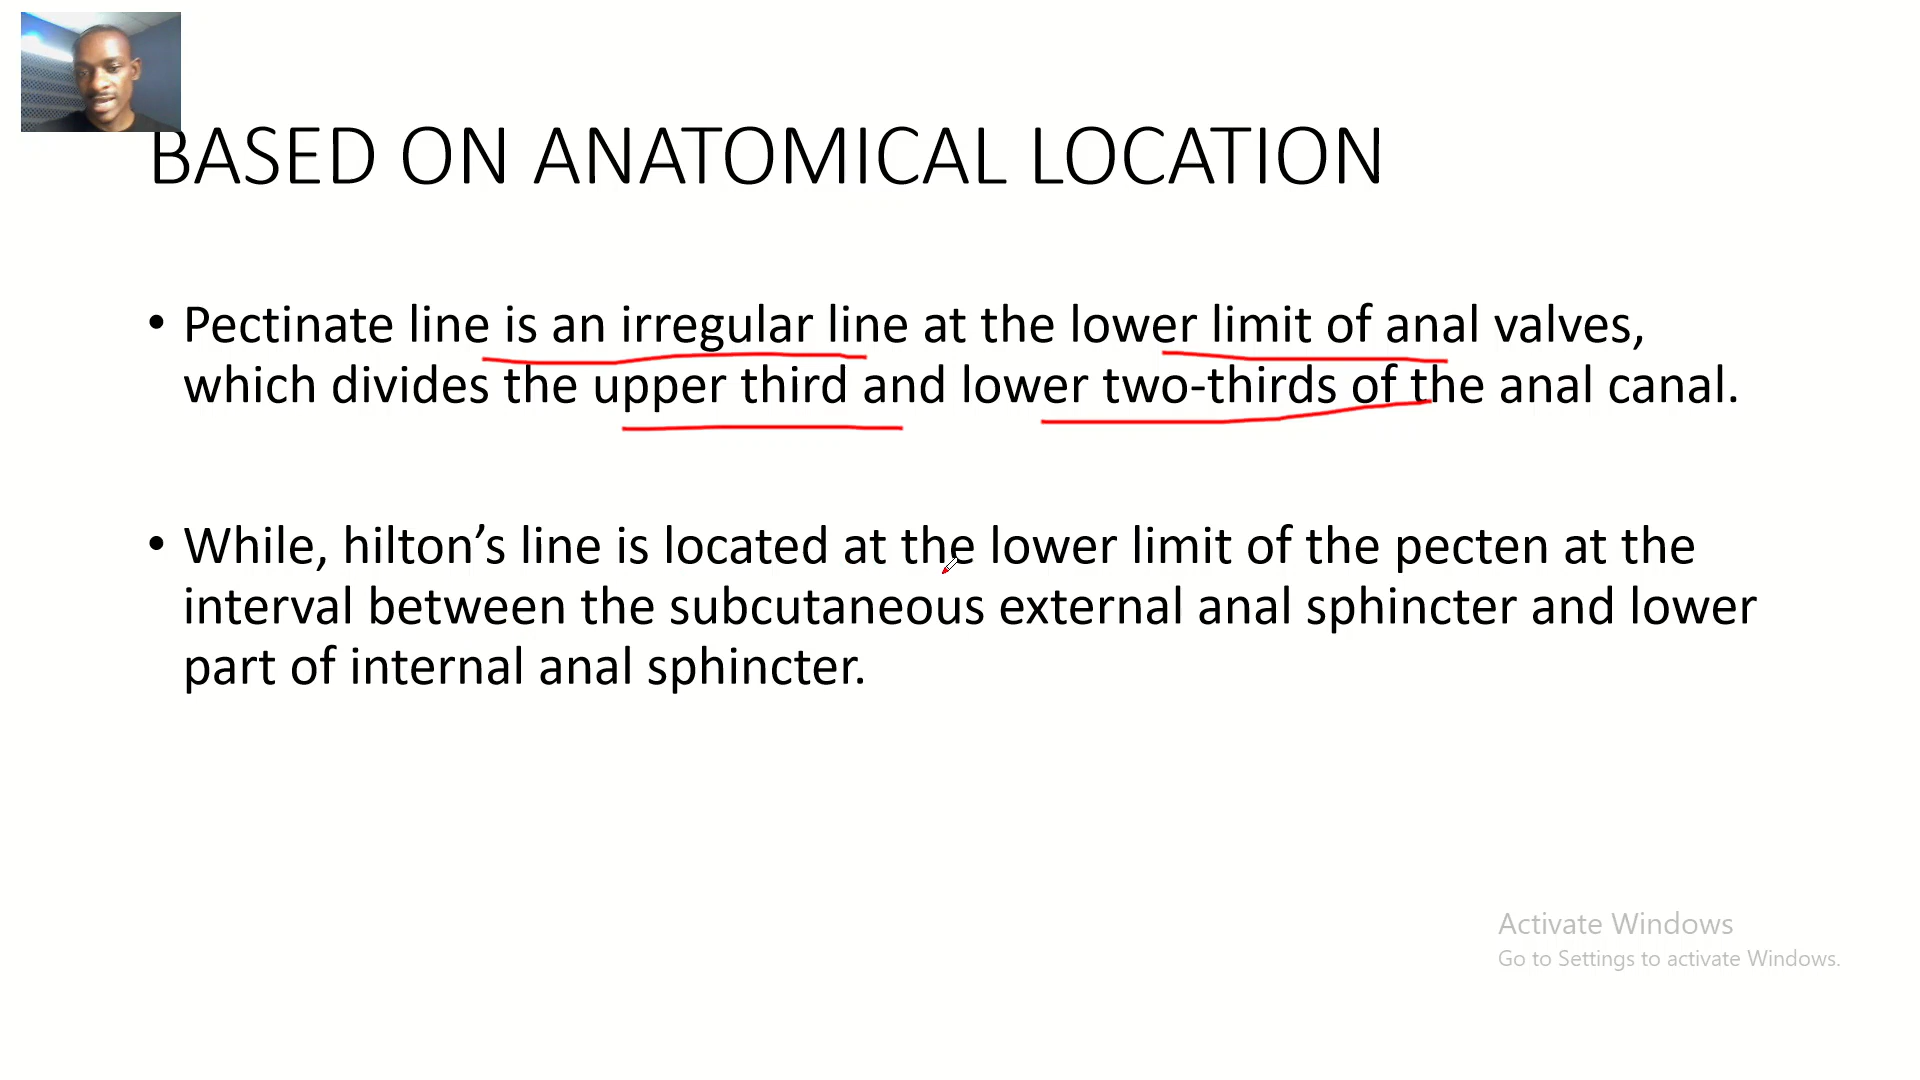 BASED ON ANATOMICAL LOCATION
• Pectinate line is an irregular line at the lower limit of anal valves,
which divides the upper third and lower two-thirds of the anal canal.
• While, hilton’s line is located at the lower limit of the pecten at the
interval between the subcutaneous external anal sphincter and lower
part of internal anal sphincter.
Activate Windows
Go to Settings to activate Windows.